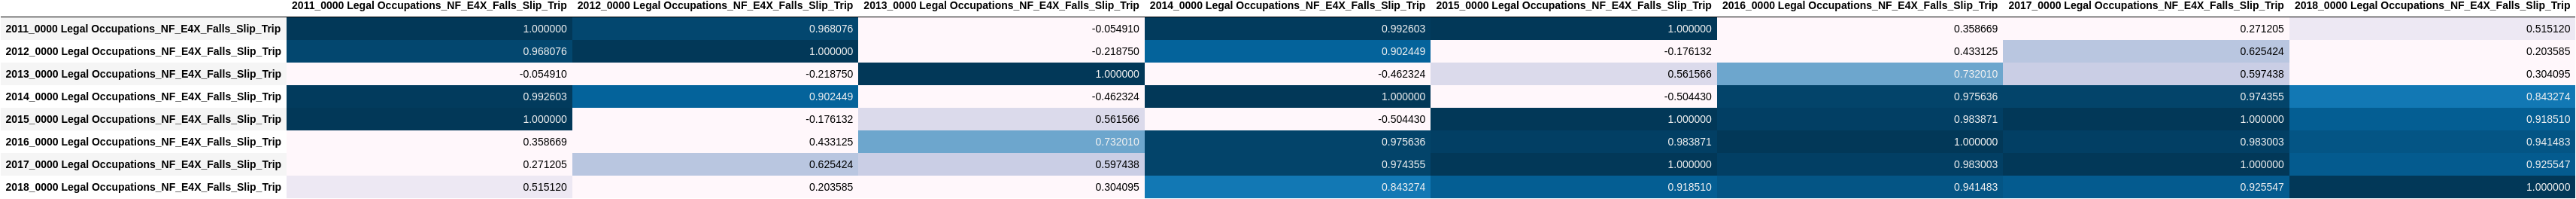 2011_0000 Legal Occupations_NF_E4X_Falls_Slip_Trip 2012_0000 Legal Occupations_NF_E4X_Falls_Slip_Trip 2013_0000 Legal Occupations_NF_E4X_Falls_Slip_Trip 2014_0000 Legal Occupations_NF_E4X_Falls_Slip_Trip 2015_0000 Legal Occupations_NF_E4X_Falls_Slip_Trip 2016_0000 Legal Occupations_NF_E4X_Falls_Slip_Trip 2017_0000 Legal Occupations_NF_E4X_Falls_Slip_Trip 2018_0000 Legal Occupations_NF_E4X_Falls_Slip_Trip
2011_0000 Legal Occupations_NF_E4X_Falls_Slip_Trip 1.000000 0.968076 -0.054910 0.992603 1.000000 0.358669 0.271205 0.515120
2012_0000 Legal Occupations_NF_E4X_Falls_Slip_Trip 0.968076 1.000000 -0.218750 0.902449 -0.176132 0.433125 0.625424 0.203585
2013_0000 Legal Occupations_NF_E4X_Falls_Slip_Trip -0.054910 -0.218750 1.000000 -0.462324 0.561566 0.732010 0.597438 0.304095
2014_0000 Legal Occupations_NF_E4X_Falls_Slip_Trip 0.992603 0.902449 -0.462324 1.000000 -0.504430 0.975636 0.974355 0.843274
2015_0000 Legal Occupations_NF_E4X_Falls_Slip_Trip 1.000000 -0.176132 0.561566 -0.504430 1.000000 0.983871 1.000000 0.918510
2016_0000 Legal Occupations_NF_E4X_Falls_Slip_Trip 0.358669 0.433125 0.732010 0.975636 0.983871 1.000000 0.983003 0.941483
2017_0000 Legal Occupations_NF_E4X_Falls_Slip_Trip 0.271205 0.625424 0.597438 0.974355 1.000000 0.983003 1.000000 0.925547
2018_0000 Legal Occupations_NF_E4X_Falls_Slip_Trip 0.515120 0.203585 0.304095 0.843274 0.918510 0.941483 0.925547 1.000000